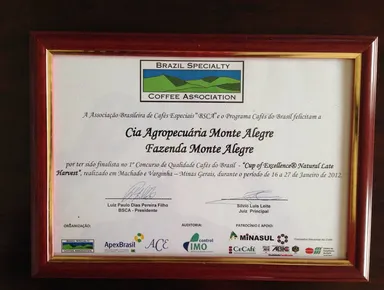 BRAZIL SPECIALTY
COFFEE ASSOCIATION
A Associação Brasileira de Cafés Especiais "BSCA" e o Programa Cafés do Brasil felicitam a
Cia Agropecuária Monte Alegre
Fazenda Monte Alegre
por ter sido finalista no 1º Concurso de Qualidade Cafés do Brasil - "Cup of Excellence® Natural Late
Harvest", realizado em Machado e Varginha – Minas Gerais, durante o período de 16 a 27 de Janeiro de 2012.
Luiz Paulo Dias Pereira Filho
BSCA - Presidente
Silvio Luis Leite
Juiz Principal
ORGANIZAÇÃO:
AUDITORIA:
PATROCÍNIO E APOIO:
ApexBrasil
ACE
control
IMO
MINASUL
CeCafé